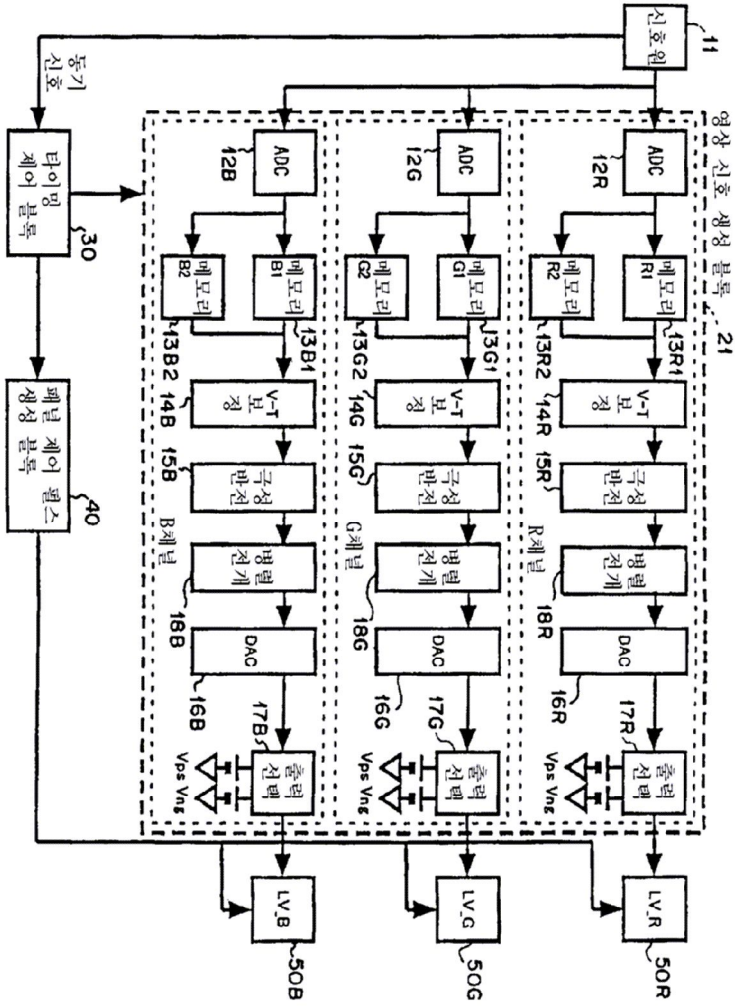 11
신호원
영상 신호 생성 블록
21
ADC
12R
메모리
R1
13R1
메모리
R2
13R2
V-T
보정
14R
극성
반전
15R
병렬
전개
18R
DAC
16R
출력
선택
17R
Vps Vng
R채널
LV_R
50R
ADC
12G
메모리
G1
13G1
메모리
G2
13G2
V-T
보정
14G
극성
반전
15G
병렬
전개
18G
DAC
16G
출력
선택
17G
Vps Vng
G채널
LV_G
50G
ADC
12B
메모리
B1
13B1
메모리
B2
13B2
V-T
보정
14B
극성
반전
15B
병렬
전개
18B
DAC
16B
출력
선택
17B
Vps Vng
B채널
LV_B
50B
동기
신호
타이밍
제어 블록
30
패널 제어 펄스
생성 블록
40